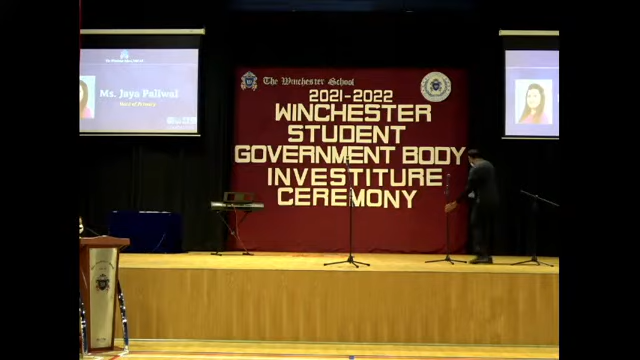 Ms. Jaya Paliwal
The Winchester School
2021-2022
WINCHESTER
STUDENT
GOVERNMENT BODY
INVESTITURE
CEREMONY